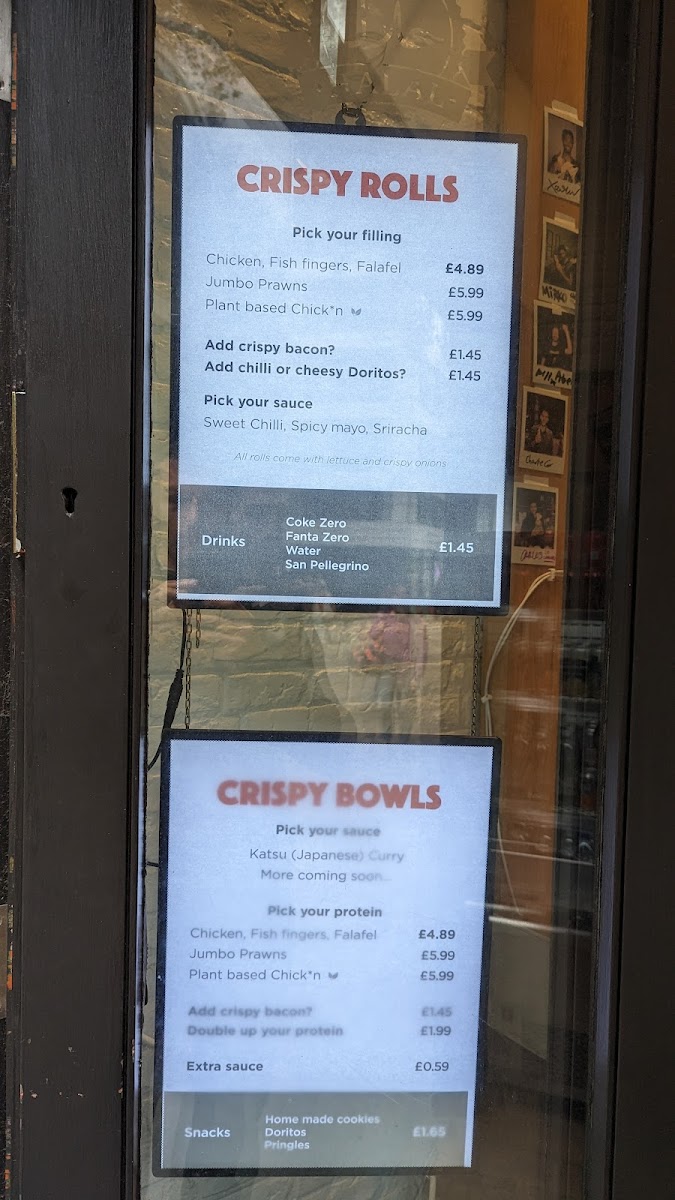 CRISPY ROLLS
Pick your filling
Chicken, Fish fingers, Falafel £4.89
Jumbo Prawns £5.99
Plant based Chick*n £5.99
Add crispy bacon? £1.45
Add chilli or cheesy Doritos? £1.45
Pick your sauce
Sweet Chilli, Spicy mayo, Sriracha
All rolls come with lettuce and crispy onions
Drinks
Coke Zero
Fanta Zero
Water
San Pellegrino
£1.45
CRISPY BOWLS
Pick your sauce
Katsu (Japanese) Curry
More coming soon...
Pick your protein
Chicken, Fish fingers, Falafel £4.89
Jumbo Prawns £5.99
Plant based Chick*n £5.99
Add crispy bacon? £1.45
Double up your protein £1.99
Extra sauce £0.59
Snacks
Home made cookies
Doritos
Pringles
£1.65